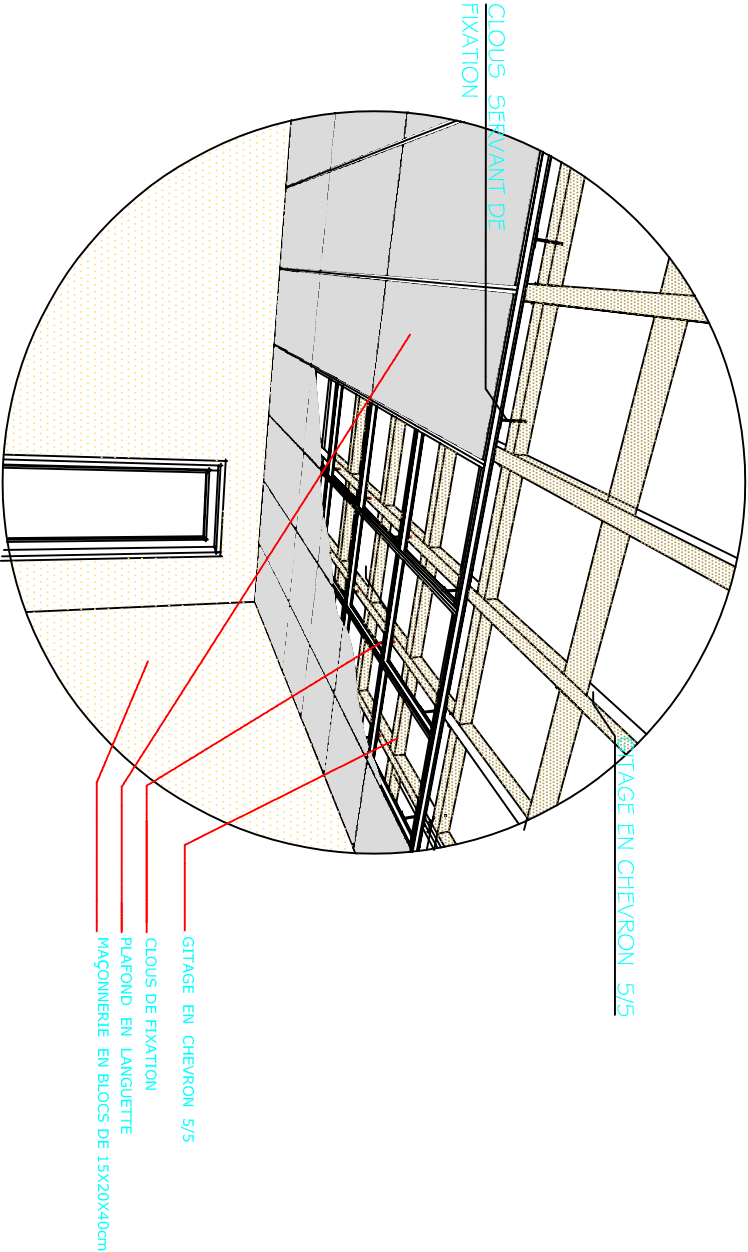 CLOUS SERVANT DE
FIXATION
GITAGE EN CHEVRON 5/5
GITAGE EN CHEVRON 5/5
CLOUS DE FIXATION
PLAFOND EN LANGUETTE
MAÇONNERIE EN BLOCS DE 15X20X40cm